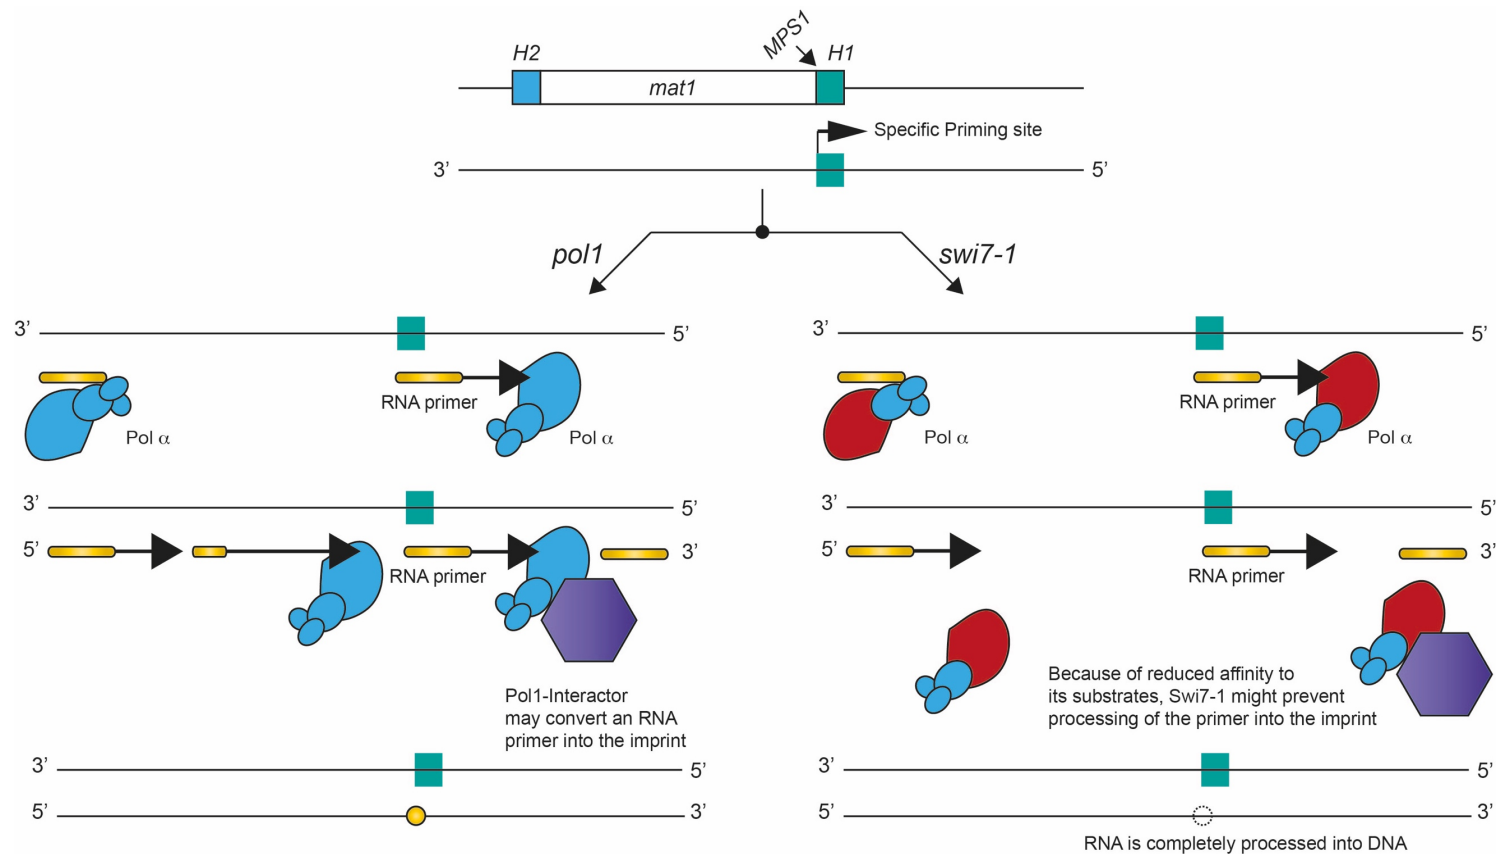 MPS1
H2
H1
mat1
Specific Priming site
3’
5’
pol1
swi7-1
3’
5’
3’
5’
RNA primer
Pol α
Pol α
RNA primer
Pol α
Pol α
3’
5’
3’
5’
5’
3’
5’
3’
RNA primer
RNA primer
Pol1-Interactor
may convert an RNA
primer into the imprint
Because of reduced affinity to
its substrates, Swi7-1 might prevent
processing of the primer into the imprint
3’
5’
3’
5’
5’
3’
5’
3’
RNA is completely processed into DNA